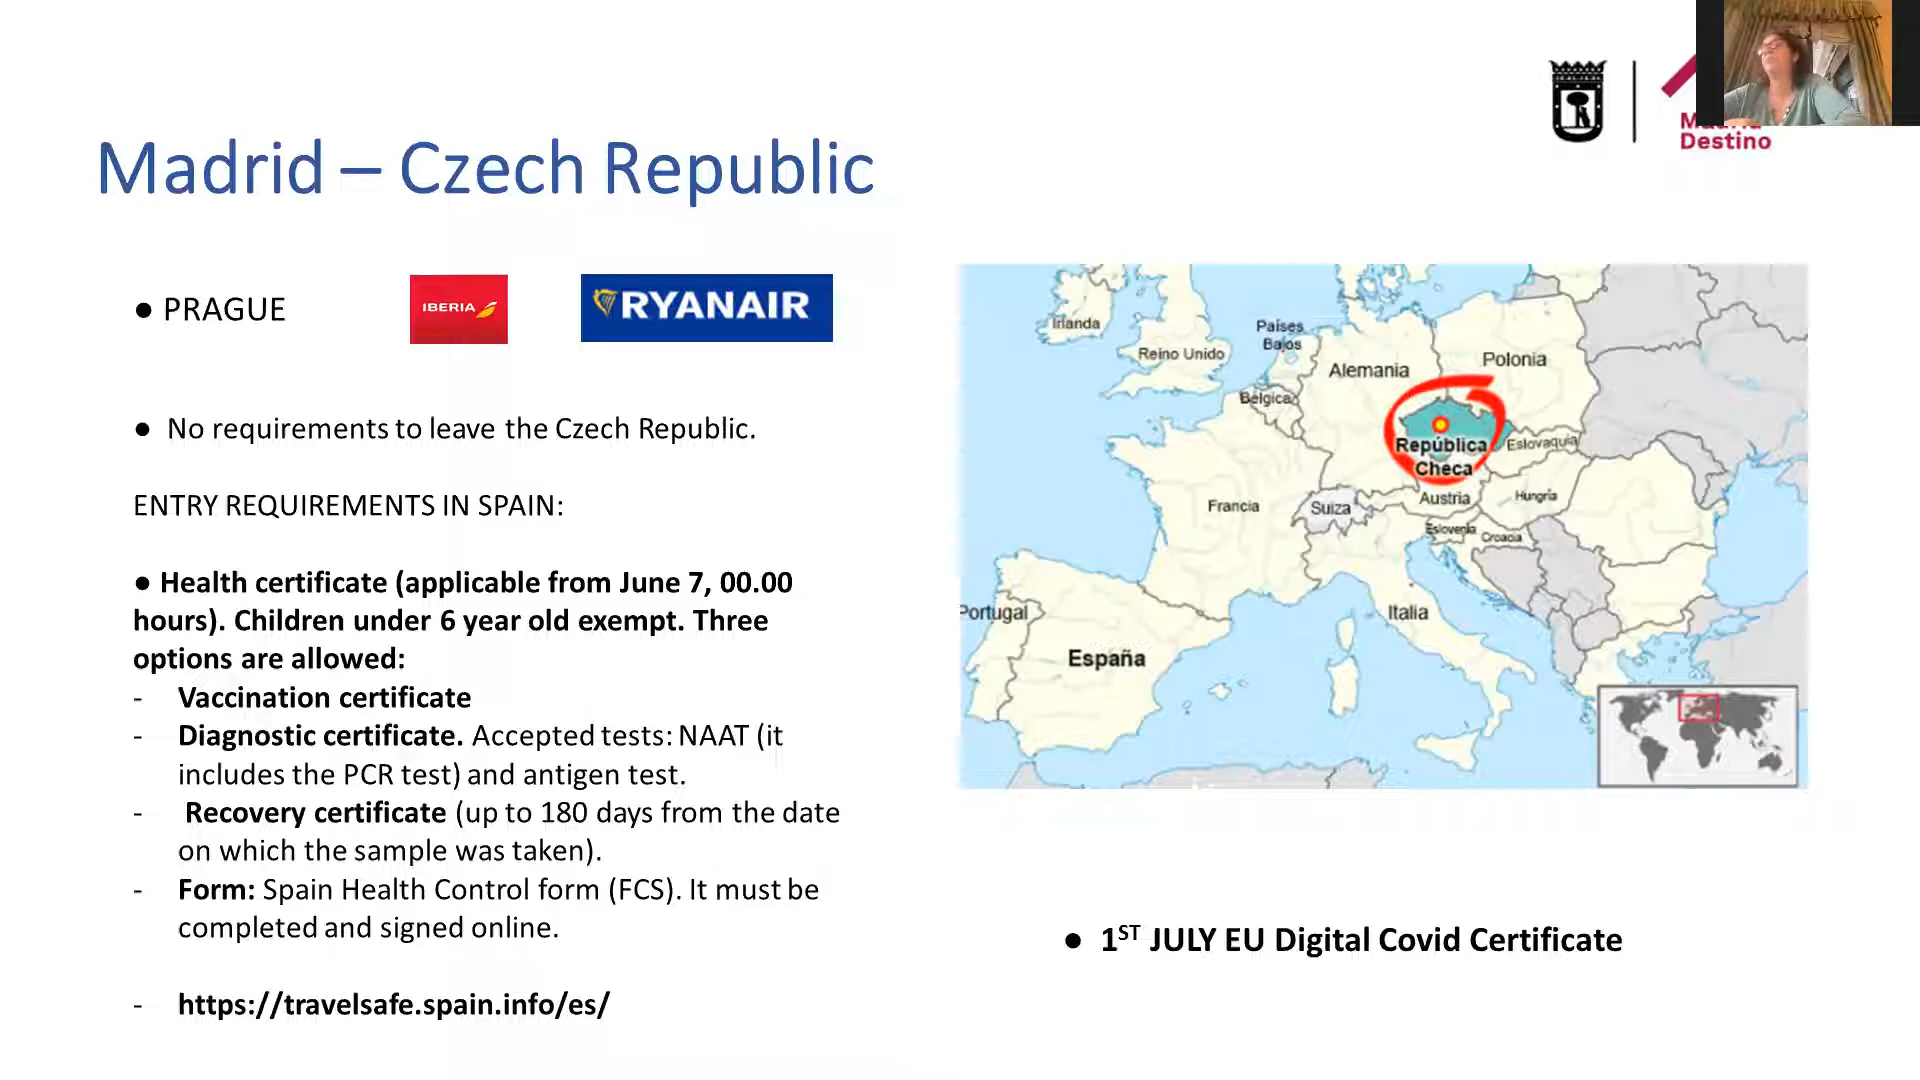 Madrid – Czech Republic
Destino
● PRAGUE
IBERIA
RYANAIR
● No requirements to leave the Czech Republic.
ENTRY REQUIREMENTS IN SPAIN:
● Health certificate (applicable from June 7, 00.00
hours). Children under 6 year old exempt. Three
options are allowed:
- Vaccination certificate
- Diagnostic certificate. Accepted tests: NAAT (it
includes the PCR test) and antigen test.
- Recovery certificate (up to 180 days from the date
on which the sample was taken).
- Form: Spain Health Control form (FCS). It must be
completed and signed online.
- https://travelsafe.spain.info/es/
Irlanda
Reino Unido
Países
Bajos
Bélgica
Alemania
Polonia
República
Checa
Eslovaquia
Francia
Suiza
Austria
Hungría
Eslovenia
Croacia
Italia
Portugal
España
● 1ST JULY EU Digital Covid Certificate